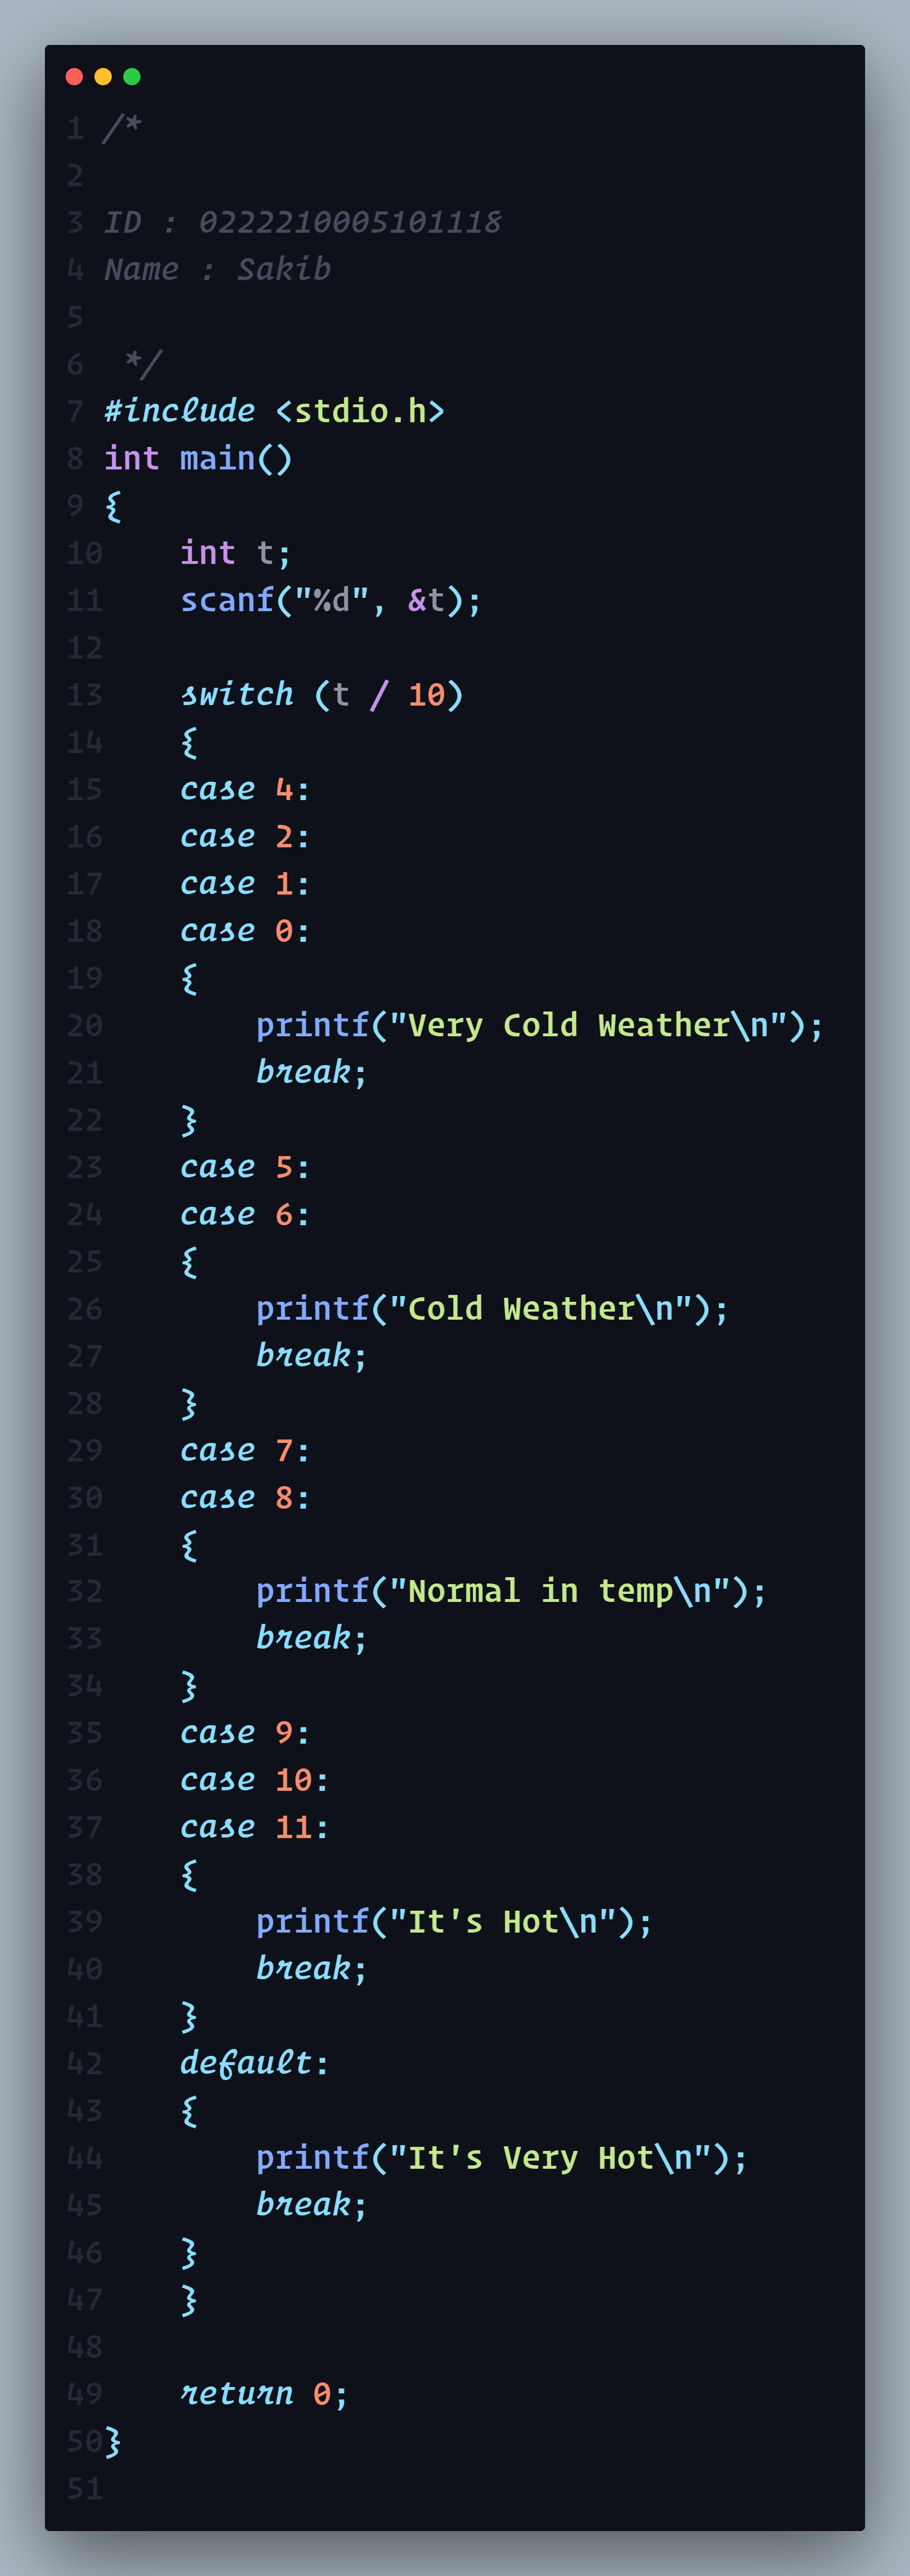 1 /*
2
3 ID : 0222210005101118
4 Name : Sakib
5
6  */
7 #include <stdio.h>
8 int main()
9 {
10    int t;
11    scanf("%d", &t);
12
13    switch (t / 10)
14    {
15    case 4:
16    case 2:
17    case 1:
18    case 0:
19    {
20        printf("Very Cold Weather\n");
21        break;
22    }
23    case 5:
24    case 6:
25    {
26        printf("Cold Weather\n");
27        break;
28    }
29    case 7:
30    case 8:
31    {
32        printf("Normal in temp\n");
33        break;
34    }
35    case 9:
36    case 10:
37    case 11:
38    {
39        printf("It's Hot\n");
40        break;
41    }
42    default:
43    {
44        printf("It's Very Hot\n");
45        break;
46    }
47    }
48
49    return 0;
50}
51